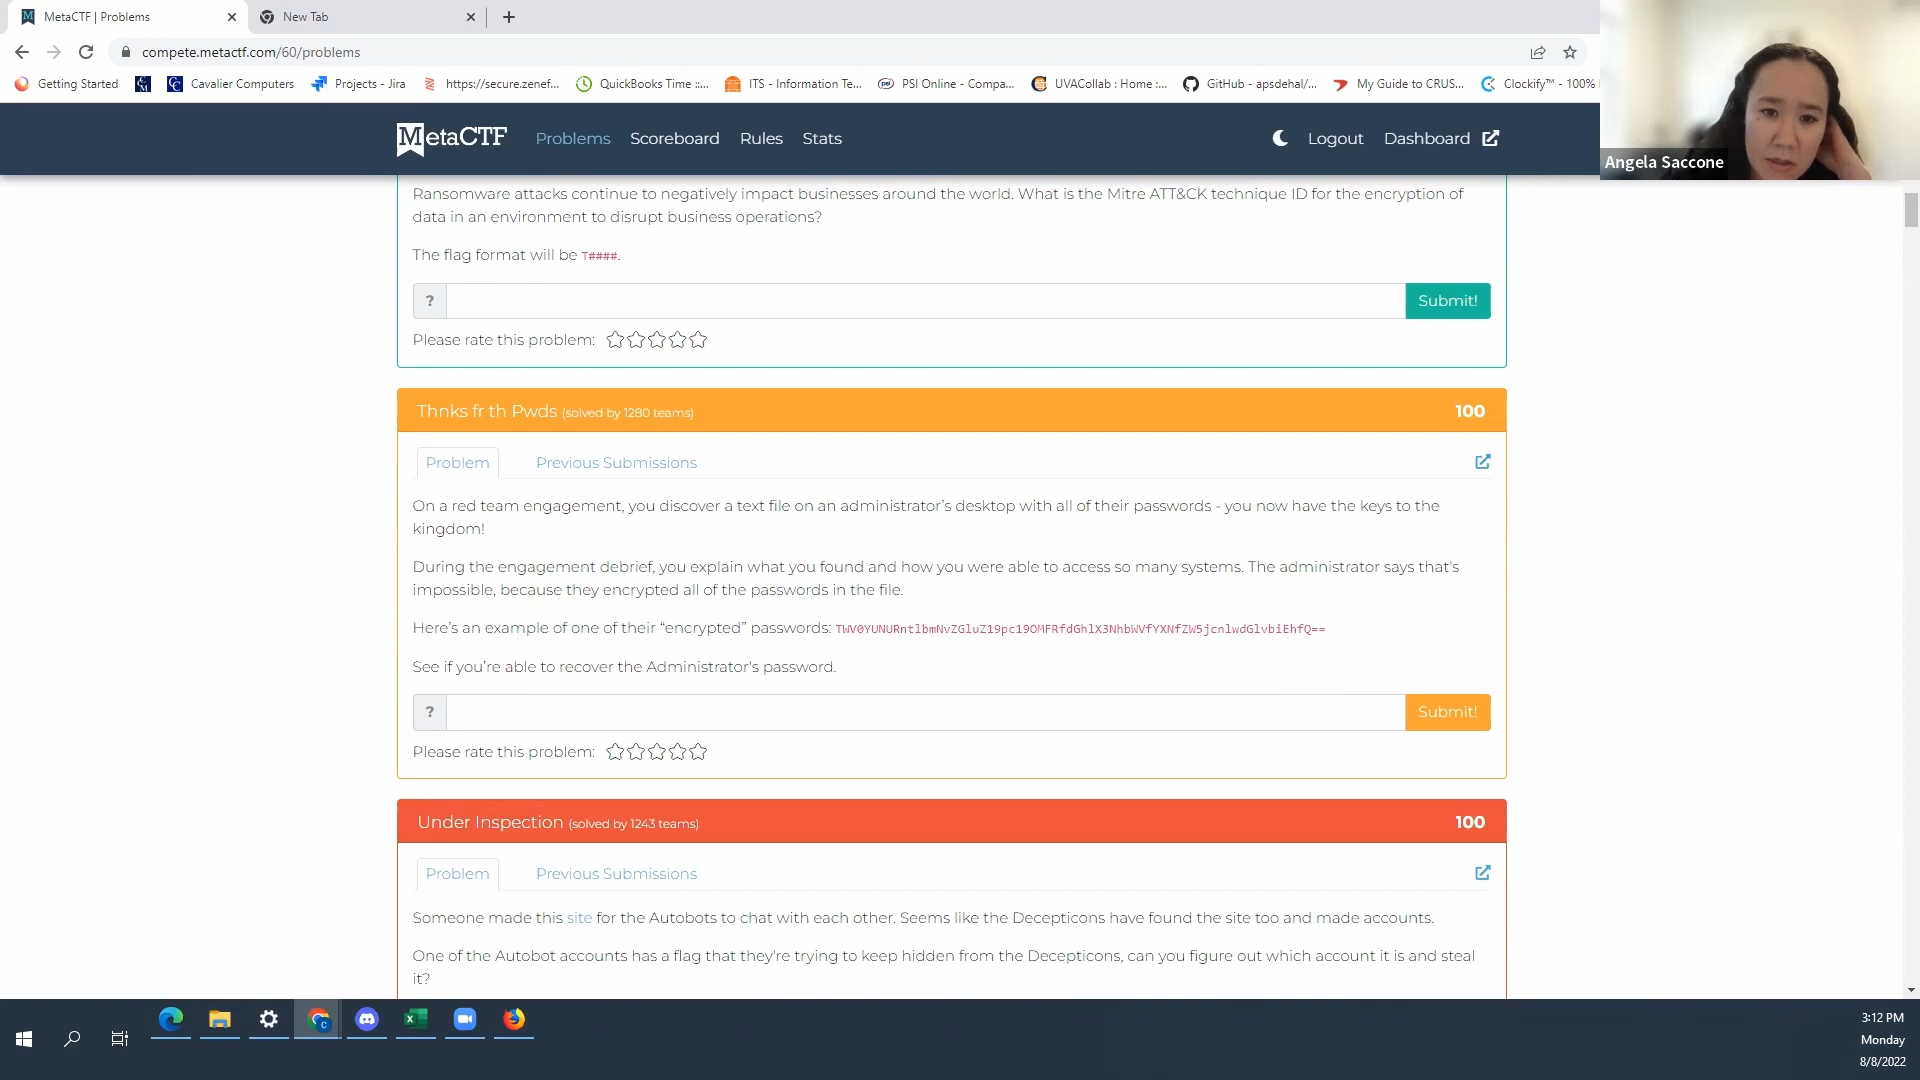 MetaCTF | Problems
New Tab
compete.metactf.com/60/problems
Getting Started
Cavalier Computers
Projects - Jira
https://secure.zenef...
QuickBooks Time ::...
ITS - Information Te...
PSI Online - Compa...
UVACollab : Home :...
GitHub - apsdehal/...
My Guide to CRUS...
Clockify™ - 100%
MetaCTF
Problems
Scoreboard
Rules
Stats
Logout
Dashboard
Angela Saccone
Ransomware attacks continue to negatively impact businesses around the world. What is the Mitre ATT&CK technique ID for the encryption of
data in an environment to disrupt business operations?
The flag format will be T####.
?
Submit!
Please rate this problem:
Thnks fr th Pwds (solved by 1280 teams)
100
Problem
Previous Submissions
On a red team engagement, you discover a text file on an administrator’s desktop with all of their passwords - you now have the keys to the
kingdom!
During the engagement debrief, you explain what you found and how you were able to access so many systems. The administrator says that's
impossible, because they encrypted all of the passwords in the file.
Here’s an example of one of their “encrypted” passwords: TWV0YUNURntlbmNvZGluZ19pc19OMFRfdGhlX3NhbWVfYXNfZW5jcnlwdGlvbiEhfQ==
See if you’re able to recover the Administrator's password.
?
Submit!
Please rate this problem:
Under Inspection (solved by 1243 teams)
100
Problem
Previous Submissions
Someone made this site for the Autobots to chat with each other. Seems like the Decepticons have found the site too and made accounts.
One of the Autobot accounts has a flag that they're trying to keep hidden from the Decepticons, can you figure out which account it is and steal
it?
3:12 PM
Monday
8/8/2022